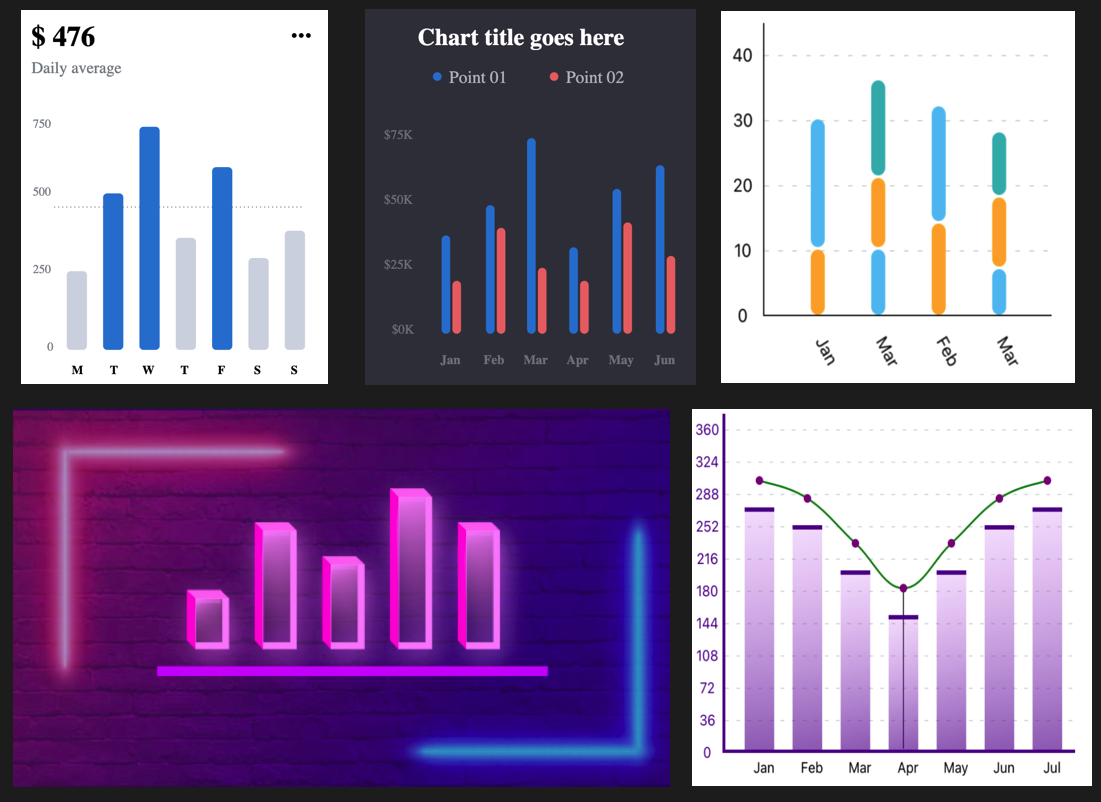 $ 476
•••
Daily average
750
500
250
0
M T W T F S S
Chart title goes here
Point 01 Point 02
$75K
$50K
$25K
$0K
Jan Feb Mar Apr May Jun
40
30
20
10
0
Jan Mar Feb Mar
360
324
288
252
216
180
144
108
72
36
0
Jan Feb Mar Apr May Jun Jul